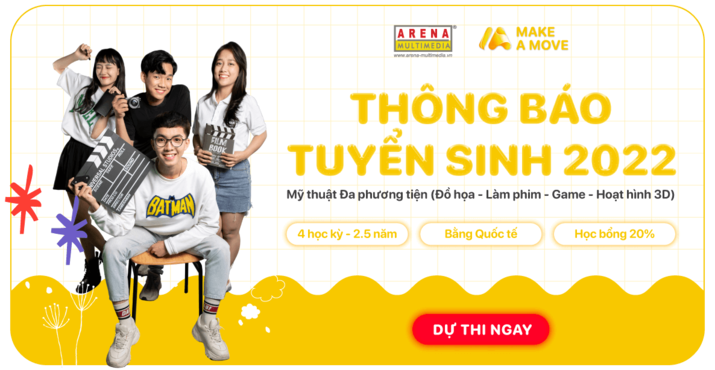 ARENA
MULTIMEDIA
www.arena-multimedia.vn
MAKE
A MOVE
THÔNG BÁO
TUYỂN SINH 2022
Mỹ thuật Đa phương tiện (Đồ họa - Làm phim - Game - Hoạt hình 3D)
4 học kỳ - 2.5 năm
Bằng Quốc tế
Học bổng 20%
DỰ THI NGAY
FILM
BOOK
UNIVERSAL STUDIOS
BATMAN